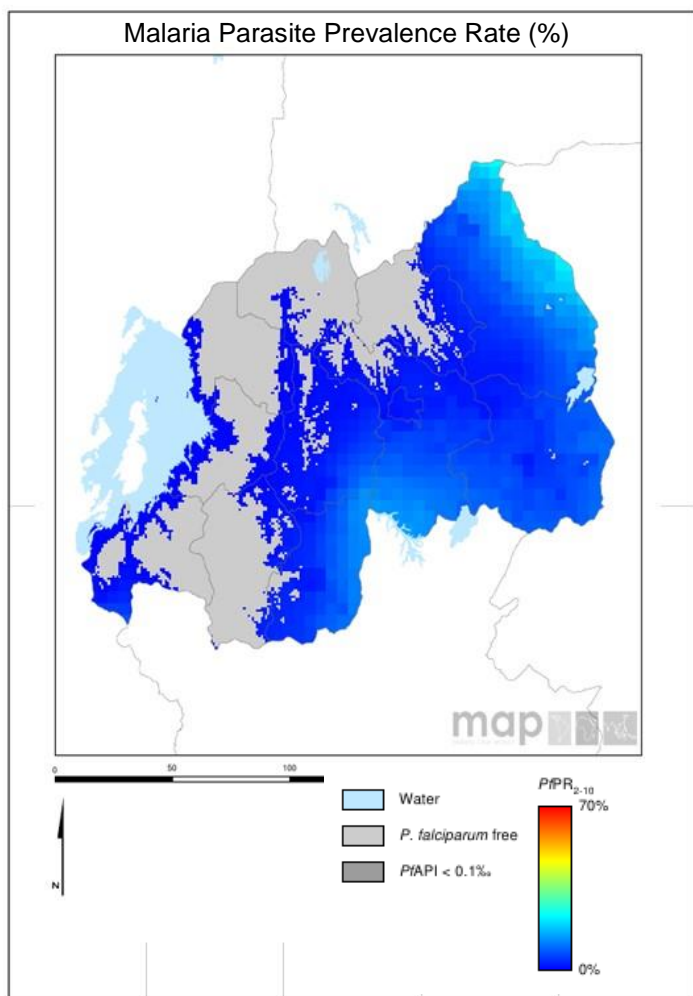 Malaria Parasite Prevalence Rate (%)
map
0 50 100
N
Water
P. falciparum free
PfAPI < 0.1‰
PfPR2-10
70%
0%